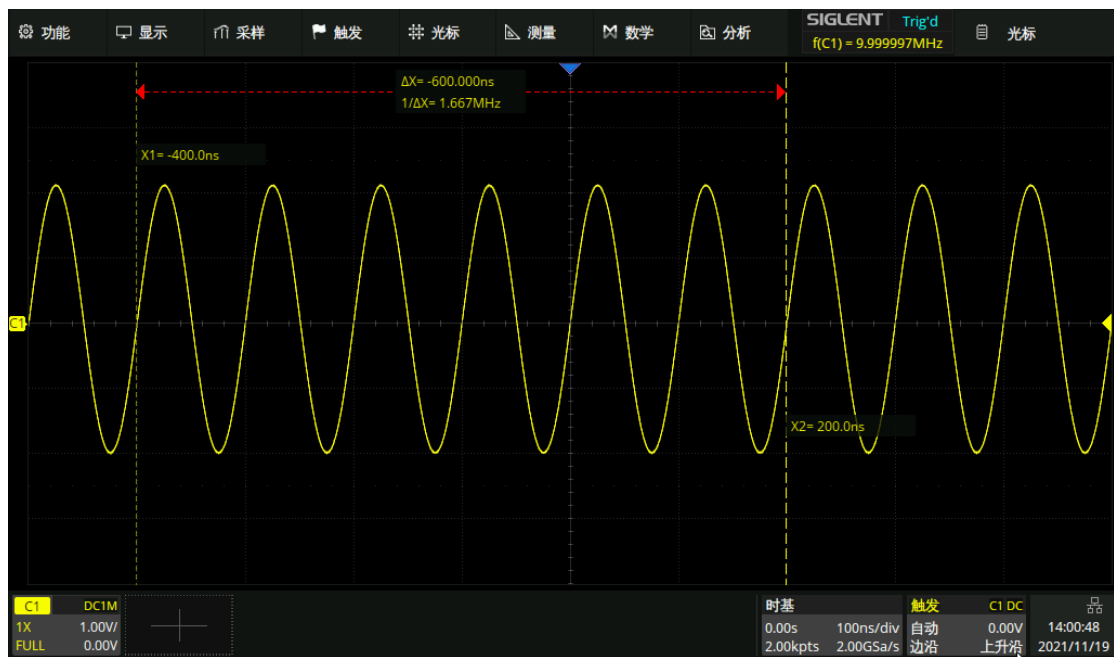 功能 显示 采样 触发 光标 测量 数学 分析 SIGLENT Trig'd 光标
f(C1) = 9.999997MHz
ΔX= -600.000ns
1/ΔX= 1.667MHz
X1= -400.0ns
C1
X2= 200.0ns
C1 DC1M
1X 1.00V/
FULL 0.00V
时基
0.00s 100ns/div
2.00kpts 2.00GSa/s
触发 C1 DC
自动 0.00V
边沿 上升沿
14:00:48
2021/11/19